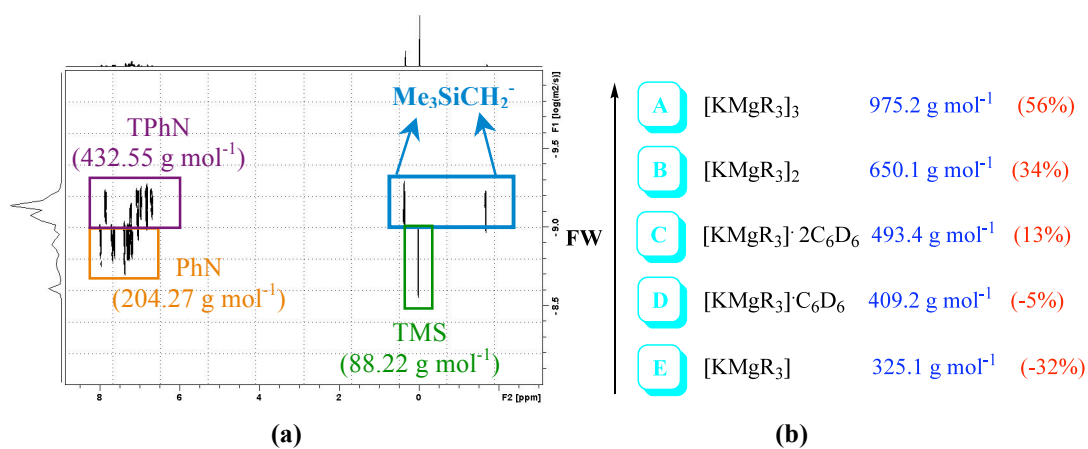 Me₃SiCH₂⁻
TPhN
(432.55 g mol⁻¹)
PhN
(204.27 g mol⁻¹)
TMS
(88.22 g mol⁻¹)
F1 [log(m2/s)]
-9.5
-9.0
-8.5
8
6
4
2
0
F2 [ppm]
(a)
FW
A [KMgR₃]₃ 975.2 g mol⁻¹ (56%)
B [KMgR₃]₂ 650.1 g mol⁻¹ (34%)
C [KMgR₃]·2C₆D₆ 493.4 g mol⁻¹ (13%)
D [KMgR₃]·C₆D₆ 409.2 g mol⁻¹ (-5%)
E [KMgR₃] 325.1 g mol⁻¹ (-32%)
(b)